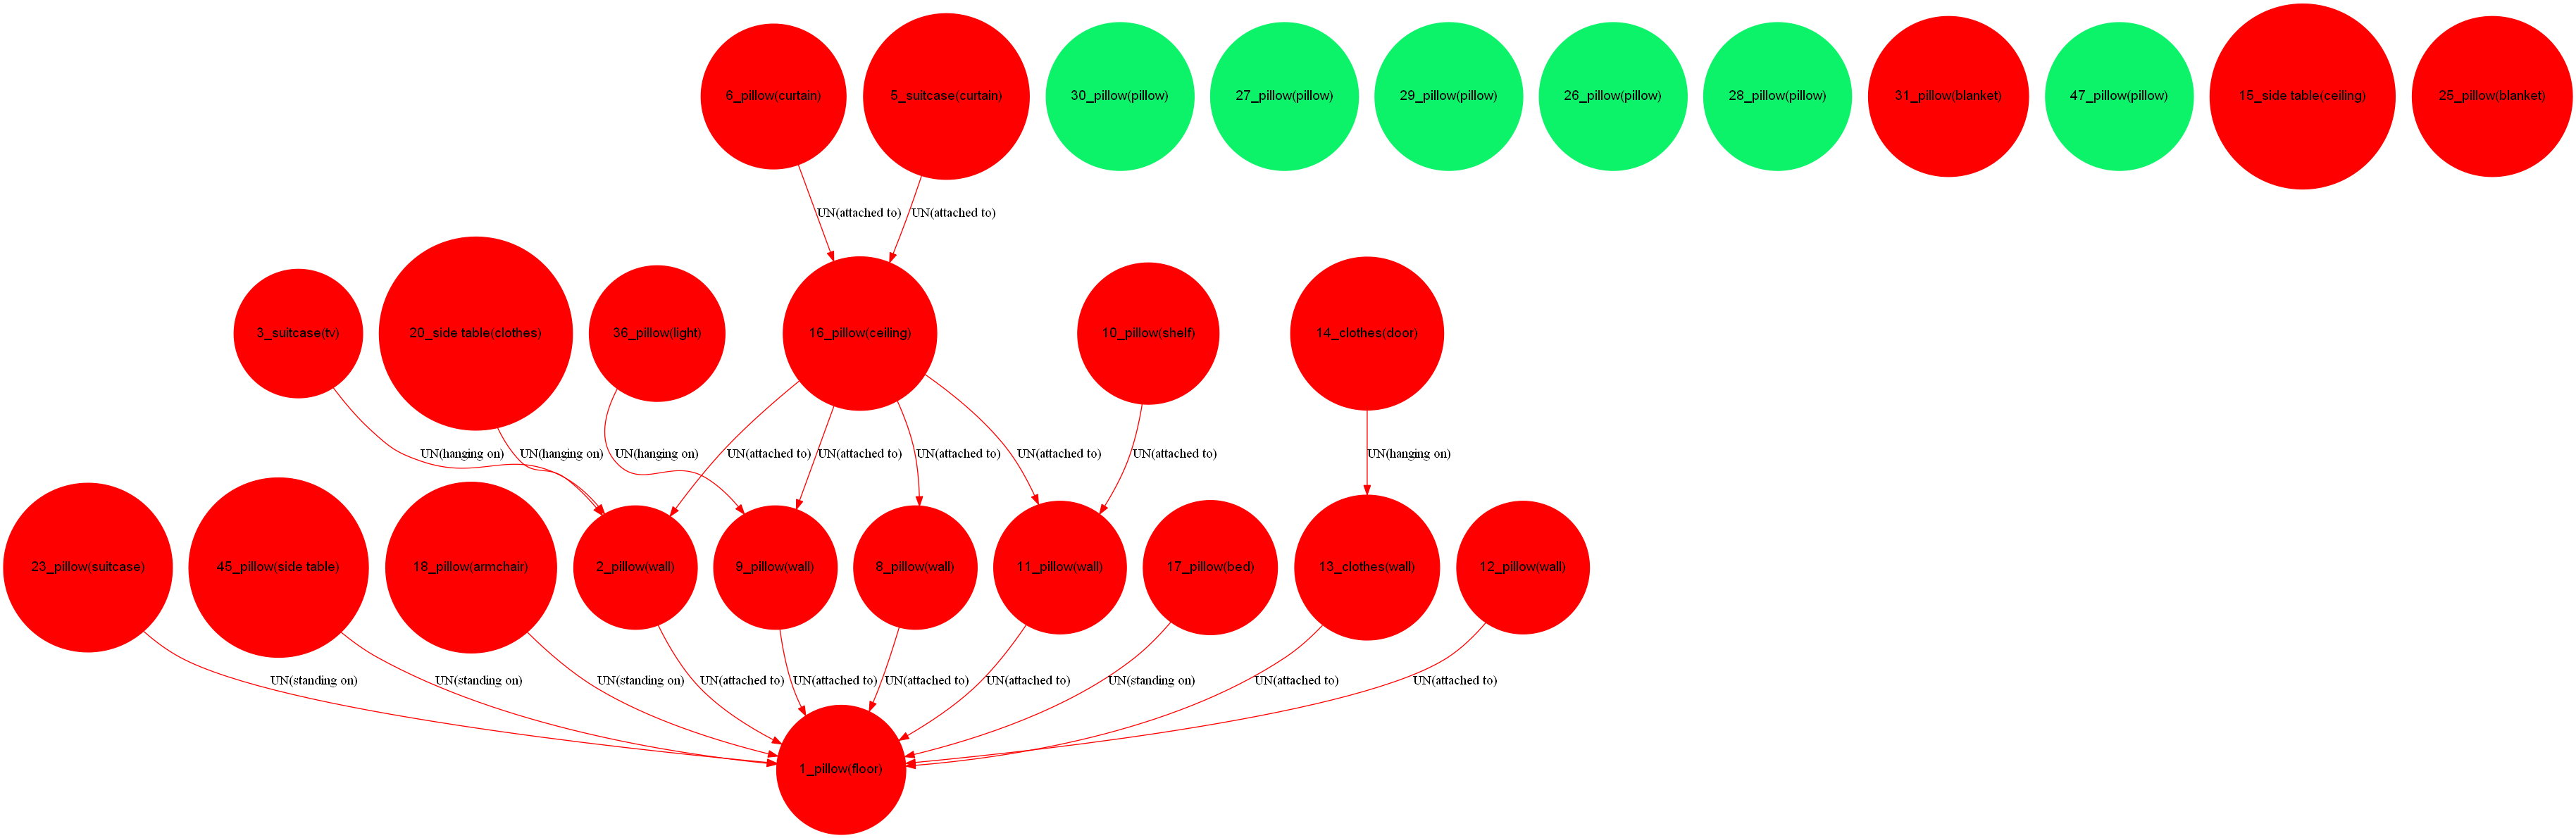 6_pillow(curtain)
5_suitcase(curtain)
30_pillow(pillow)
27_pillow(pillow)
29_pillow(pillow)
26_pillow(pillow)
28_pillow(pillow)
31_pillow(blanket)
47_pillow(pillow)
15_side table(ceiling)
25_pillow(blanket)
UN(attached to)
UN(attached to)
3_suitcase(tv)
20_side table(clothes)
36_pillow(light)
16_pillow(ceiling)
10_pillow(shelf)
14_clothes(door)
UN(hanging on)
UN(hanging on)
UN(hanging on)
UN(attached to)
UN(attached to)
UN(attached to)
UN(attached to)
UN(attached to)
UN(hanging on)
23_pillow(suitcase)
45_pillow(side table)
18_pillow(armchair)
2_pillow(wall)
9_pillow(wall)
8_pillow(wall)
11_pillow(wall)
17_pillow(bed)
13_clothes(wall)
12_pillow(wall)
UN(standing on)
UN(standing on)
UN(standing on)
UN(attached to)
UN(attached to)
UN(attached to)
UN(attached to)
UN(standing on)
UN(attached to)
UN(attached to)
1_pillow(floor)